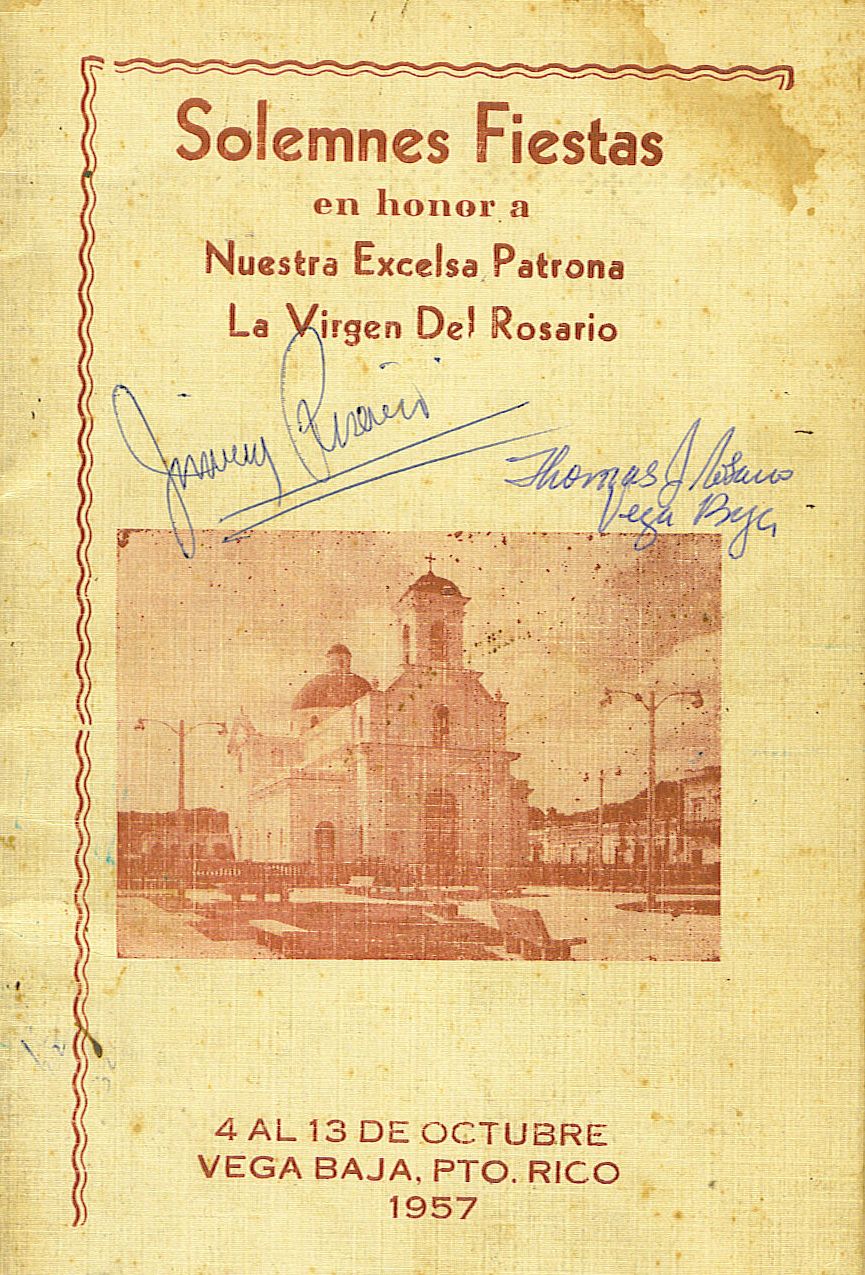 Solemnes Fiestas
en honor a
Nuestra Excelsa Patrona
La Virgen Del Rosario
Thomas J Rosario
Vega Baja
4 AL 13 DE OCTUBRE
VEGA BAJA, PTO. RICO
1957